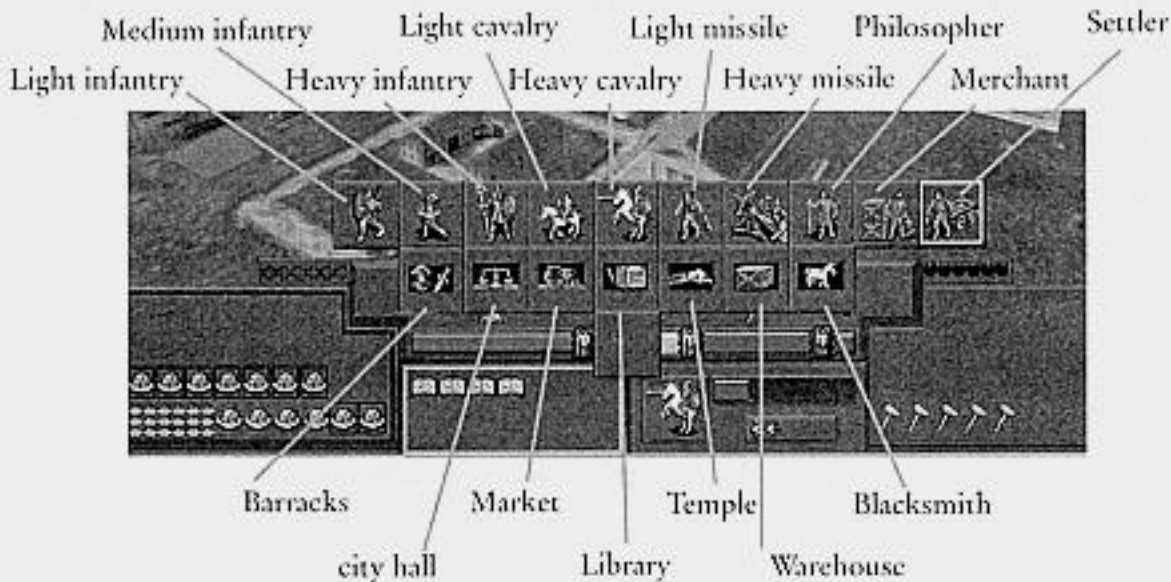 Medium infantry Light cavalry Light missile Philosopher Settler
Light infantry Heavy infantry Heavy cavalry Heavy missile Merchant
Barracks Market Temple Blacksmith
city hall Library Warehouse